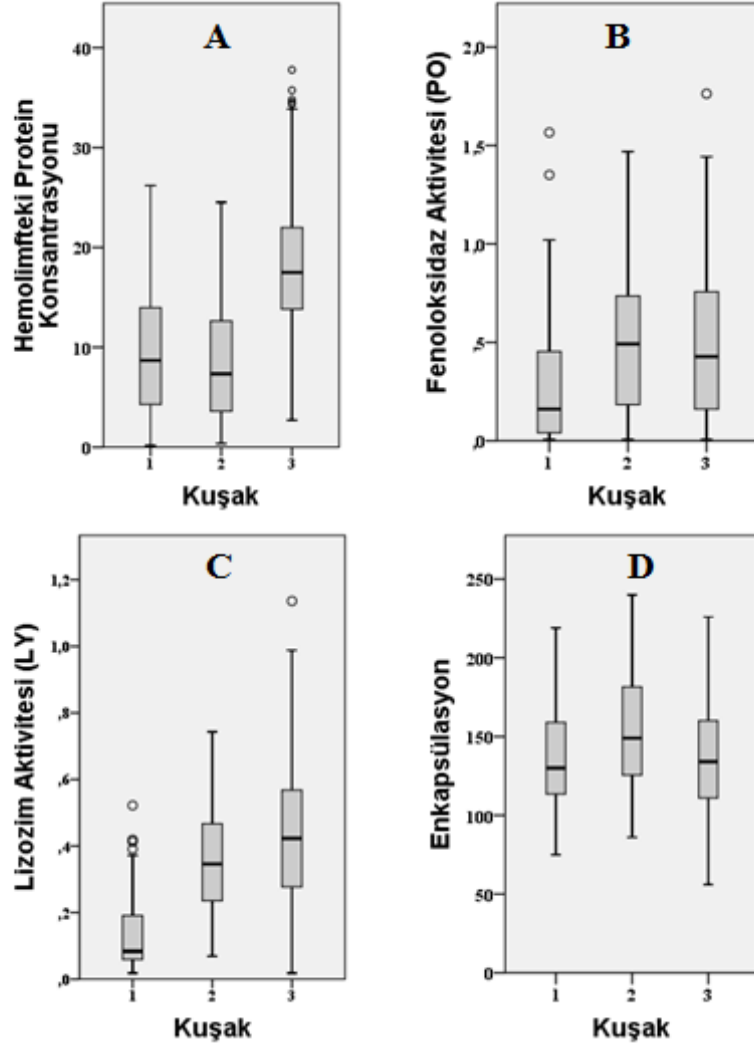 A
Hemolimfteki Protein
Konsantrasyonu
40
30
20
10
0
1 2 3
Kuşak
B
Fenoloksidaz Aktivitesi (PO)
2,0
1,5
1,0
,5
,0
1 2 3
Kuşak
C
Lizozim Aktivitesi (LY)
1,2
1,0
,8
,6
,4
,2
,0
1 2 3
Kuşak
D
Enkapsülasyon
250
200
150
100
50
0
1 2 3
Kuşak